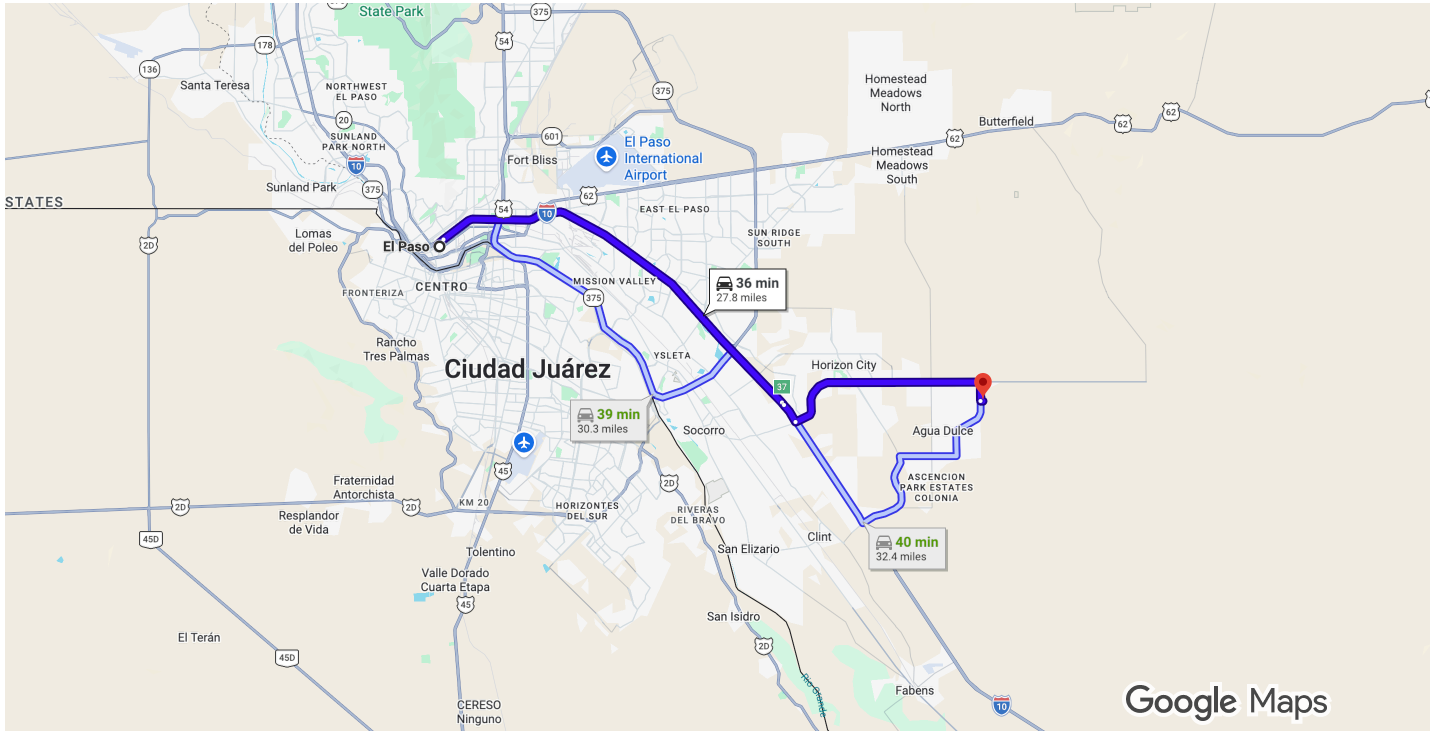 State Park
375
54
178
136
Santa Teresa
NORTHWEST
EL PASO
375
Homestead
Meadows
North
20
601
62
62
62
Butterfield
SUNLAND
PARK NORTH
10
Fort Bliss
El Paso
International
Airport
Homestead
Meadows
South
Sunland Park
375
62
STATES
54
10
EAST EL PASO
2D
Lomas
del Poleo
El Paso
SUN RIDGE
SOUTH
CENTRO
FRONTERIZA
MISSION VALLEY
375
36 min
27.8 miles
Rancho
Tres Palmas
YSLETA
Ciudad Juárez
Horizon City
37
39 min
30.3 miles
Socorro
Agua Dulce
45
Fraternidad
Antorchista
2D
ASCENCION
PARK ESTATES
COLONIA
2D
2D
KM 20
HORIZONTES
DEL SUR
RIVERAS
DEL BRAVO
Resplandor
de Vida
45D
Clint
40 min
32.4 miles
Tolentino
San Elizario
Valle Dorado
Cuarta Etapa
45
San Isidro
El Terán
2D
45D
Rio Grande
Fabens
10
CERESO
Ninguno
Google Maps